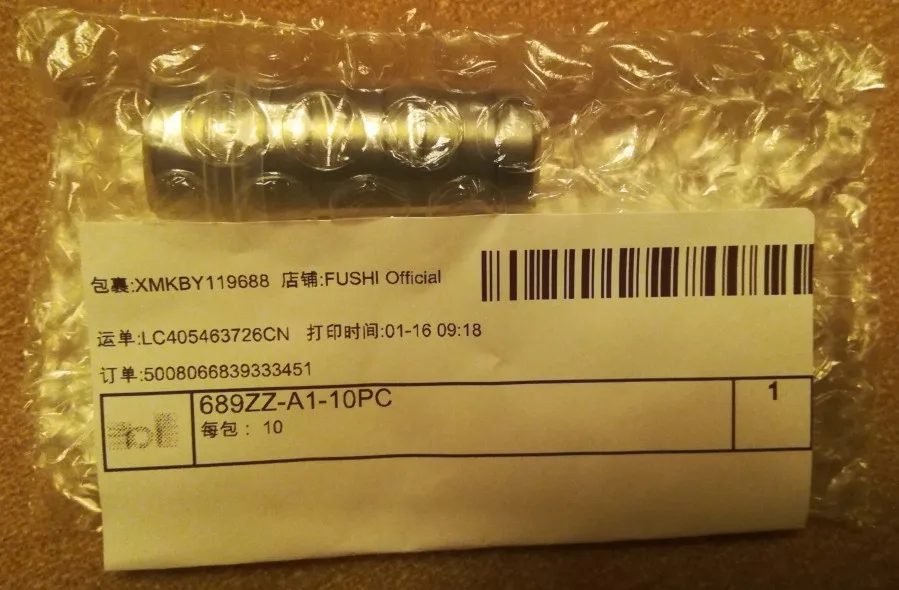 包裹:XMKBY119688 店铺:FUSHI Official
运单:LC405463726CN 打印时间:01-16 09:18
订单:5008066839333451
689ZZ-A1-10PC
1
每包: 10